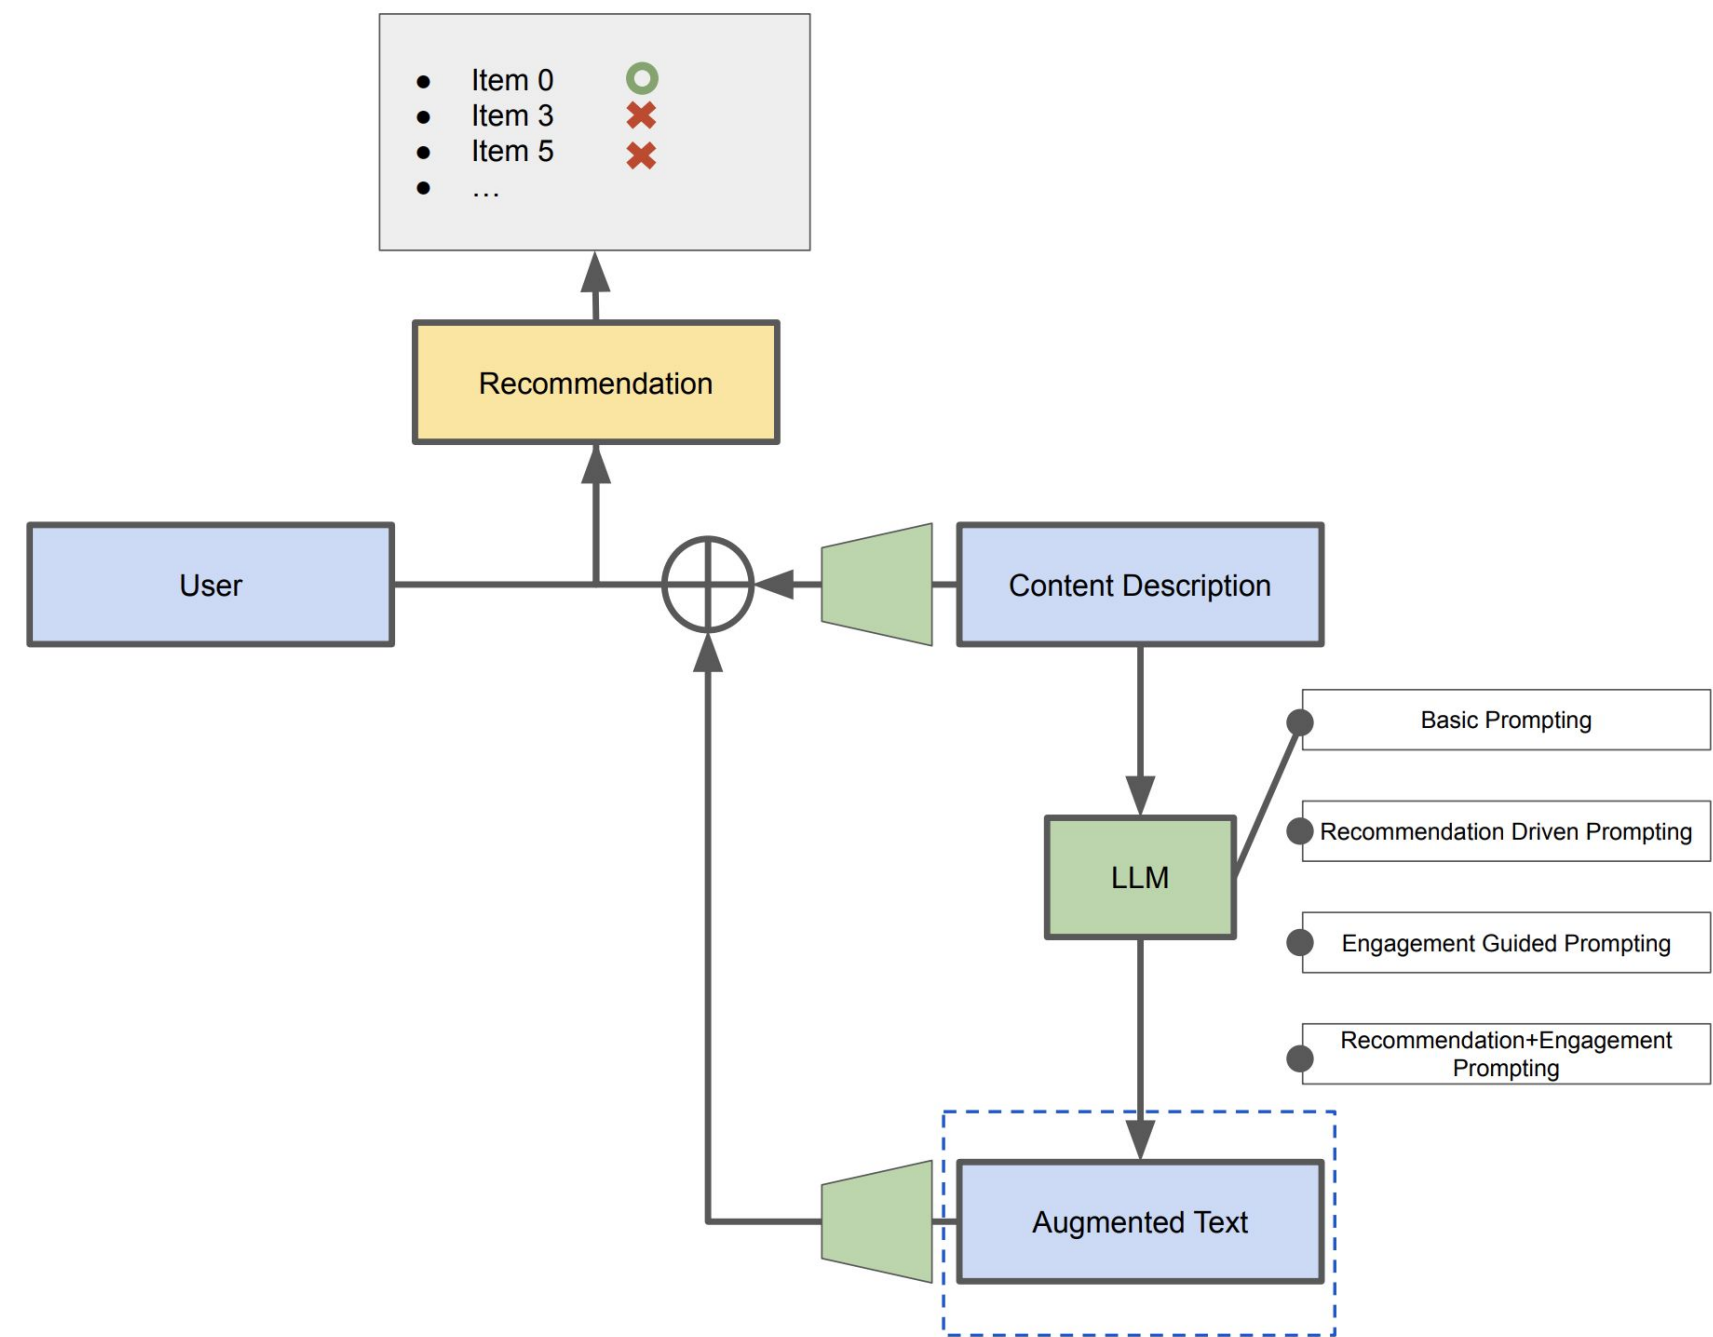 ● Item 0
● Item 3
● Item 5
● …
Recommendation
User
Content Description
Basic Prompting
Recommendation Driven Prompting
LLM
Engagement Guided Prompting
Recommendation+Engagement
Prompting
Augmented Text